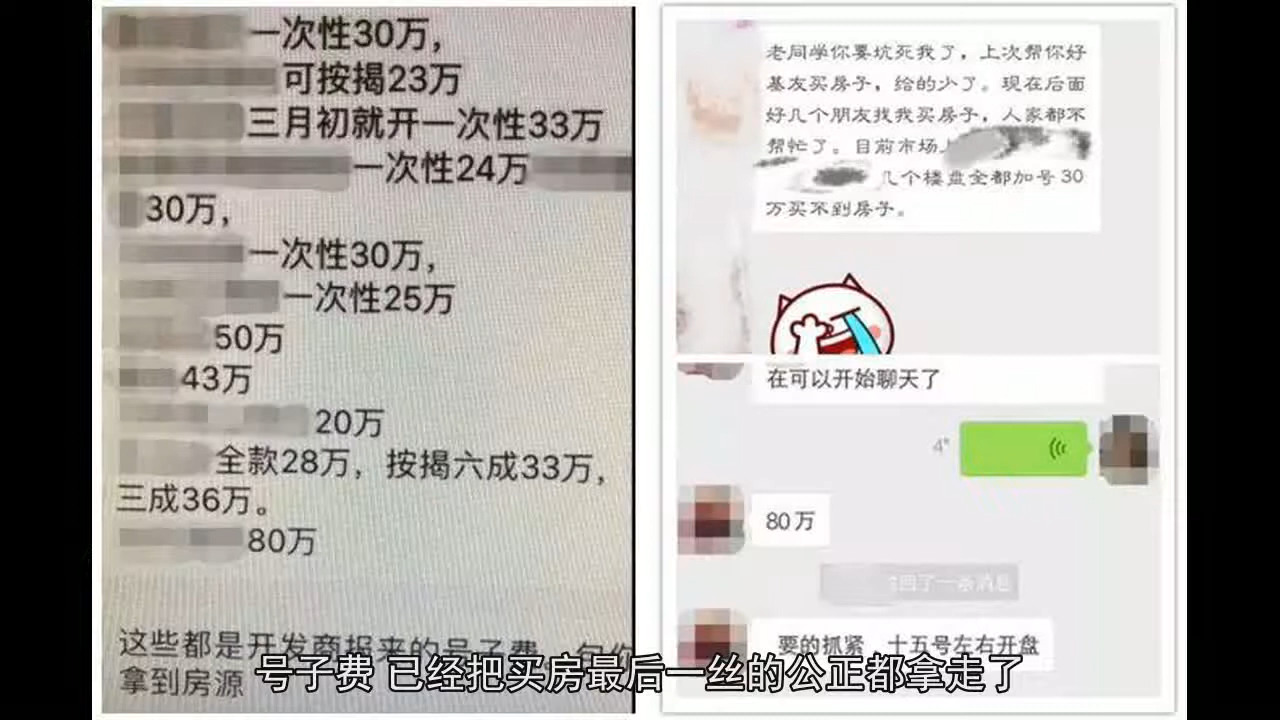 一次性30万，
可按揭23万
三月初就开一次性33万
一次性24万
30万，
一次性30万，
一次性25万
50万
43万
20万
全款28万，按揭六成33万，
三成36万。
80万
这些都是开发商报来的号子费，包你
拿到房源
老同学你要坑死我了，上次帮你好
基友买房子，给的少了。现在后面
好几个朋友找我买房子，人家都不
帮忙了。目前市场
几个楼盘全都加号30
万买不到房子。
在可以开始聊天了
4"
80万
回了一条消息
要的抓紧 十五号左右开盘
号子费 已经把买房最后一丝的公正都拿走了